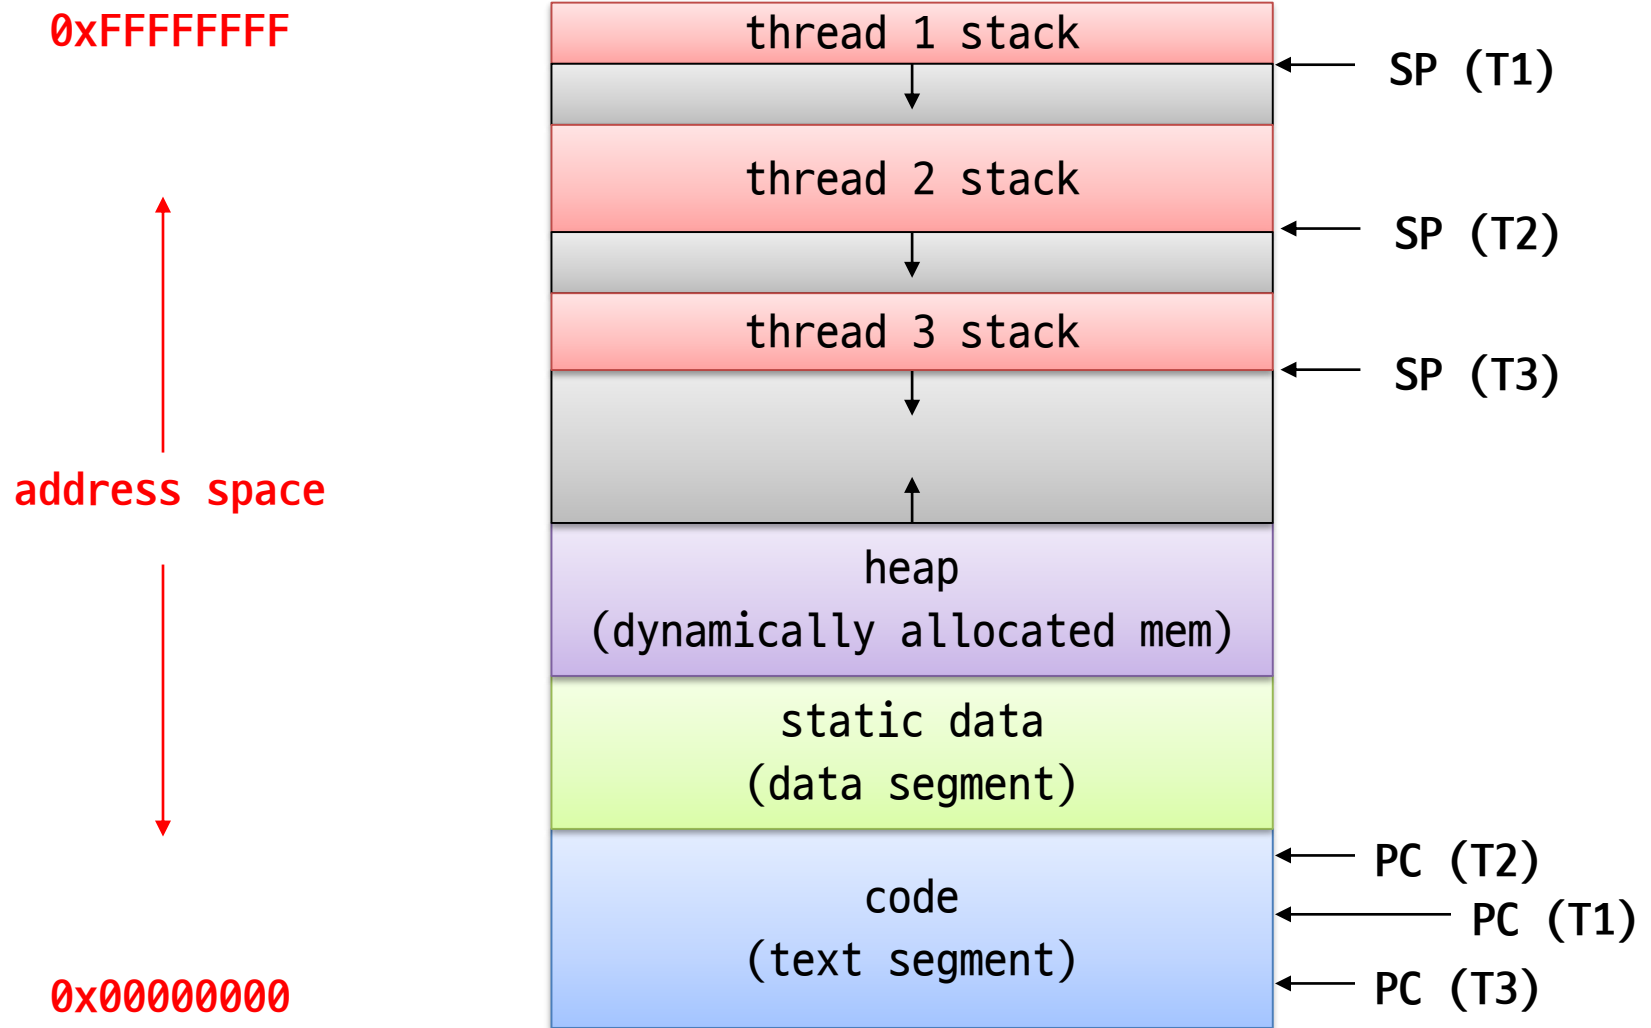 0xFFFFFFFF
thread 1 stack
SP (T1)
thread 2 stack
SP (T2)
thread 3 stack
SP (T3)
address space
heap
(dynamically allocated mem)
static data
(data segment)
PC (T2)
code
PC (T1)
(text segment)
PC (T3)
0x00000000